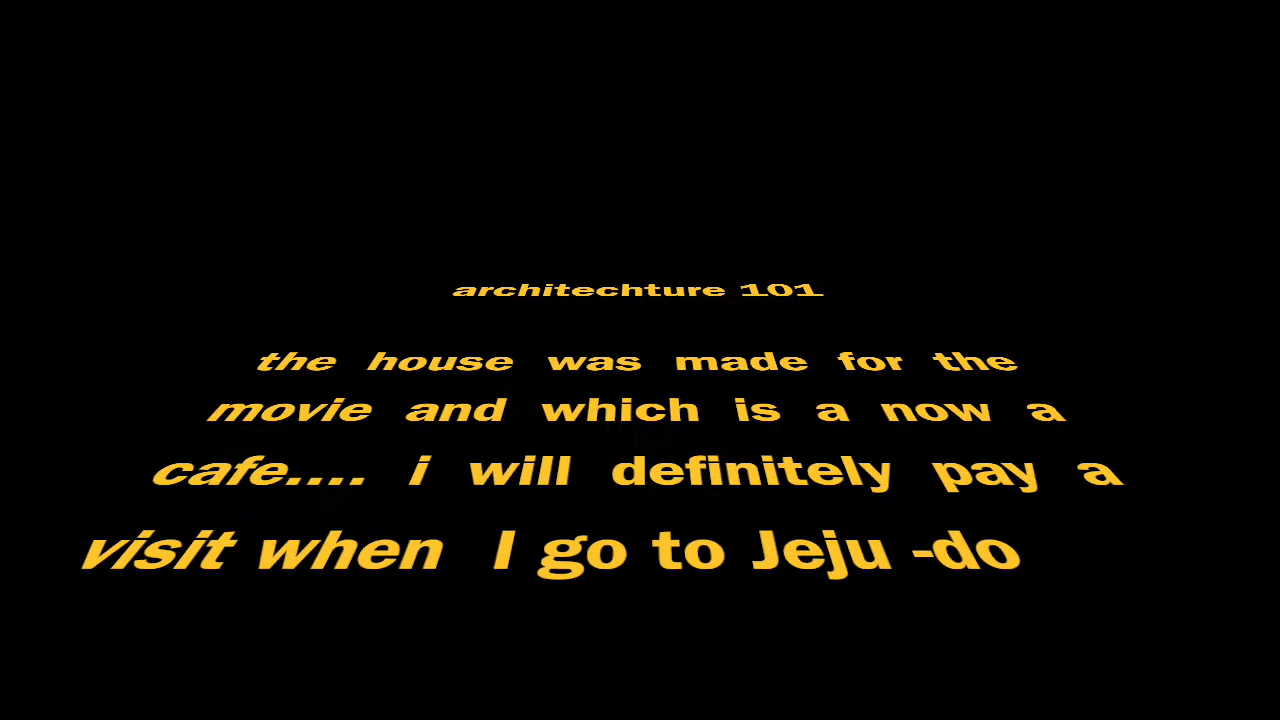 architechture 101
the house was made for the
movie and which is a now a
cafe.... i will definitely pay a
visit when I go to Jeju -do